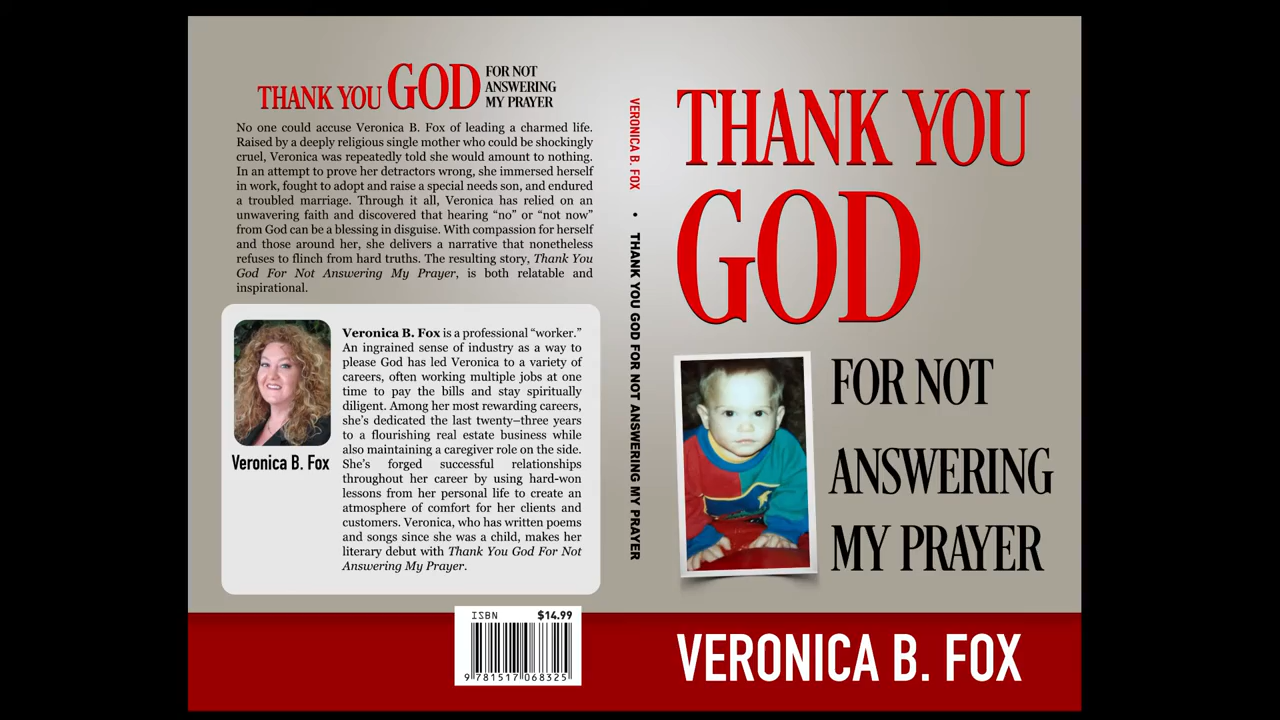 THANK YOU GOD FOR NOT
ANSWERING
MY PRAYER
No one could accuse Veronica B. Fox of leading a charmed life.
Raised by a deeply religious single mother who could be shockingly
cruel, Veronica was repeatedly told she would amount to nothing.
In an attempt to prove her detractors wrong, she immersed herself
in work, fought to adopt and raise a special needs son, and endured
a troubled marriage. Through it all, Veronica has relied on an
unwavering faith and discovered that hearing “no” or “not now”
from God can be a blessing in disguise. With compassion for herself
and those around her, she delivers a narrative that nonetheless
refuses to flinch from hard truths. The resulting story, Thank You
God For Not Answering My Prayer, is both relatable and
inspirational.
Veronica B. Fox
Veronica B. Fox is a professional “worker.”
An ingrained sense of industry as a way to
please God has led Veronica to a variety of
careers, often working multiple jobs at one
time to pay the bills and stay spiritually
diligent. Among her most rewarding careers,
she’s dedicated the last twenty–three years
to a flourishing real estate business while
also maintaining a caregiver role on the side.
She’s forged successful relationships
throughout her career by using hard-won
lessons from her personal life to create an
atmosphere of comfort for her clients and
customers. Veronica, who has written poems
and songs since she was a child, makes her
literary debut with Thank You God For Not
Answering My Prayer.
ISBN $14.99
9 781517 068325
VERONICA B. FOX • THANK YOU GOD FOR NOT ANSWERING MY PRAYER
THANK YOU
GOD
FOR NOT
ANSWERING
MY PRAYER
VERONICA B. FOX